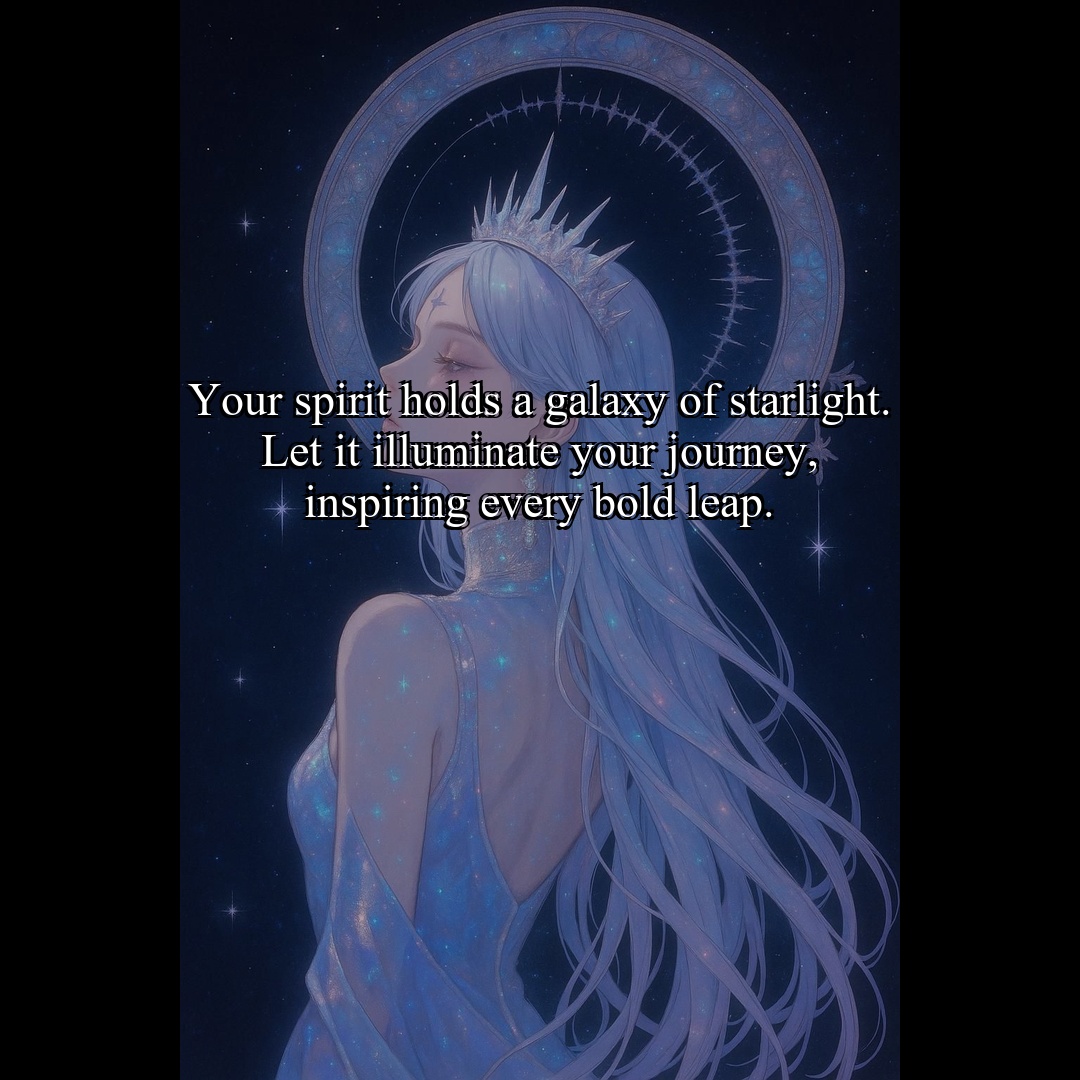 Your spirit holds a galaxy of starlight.
Let it illuminate your journey,
inspiring every bold leap.